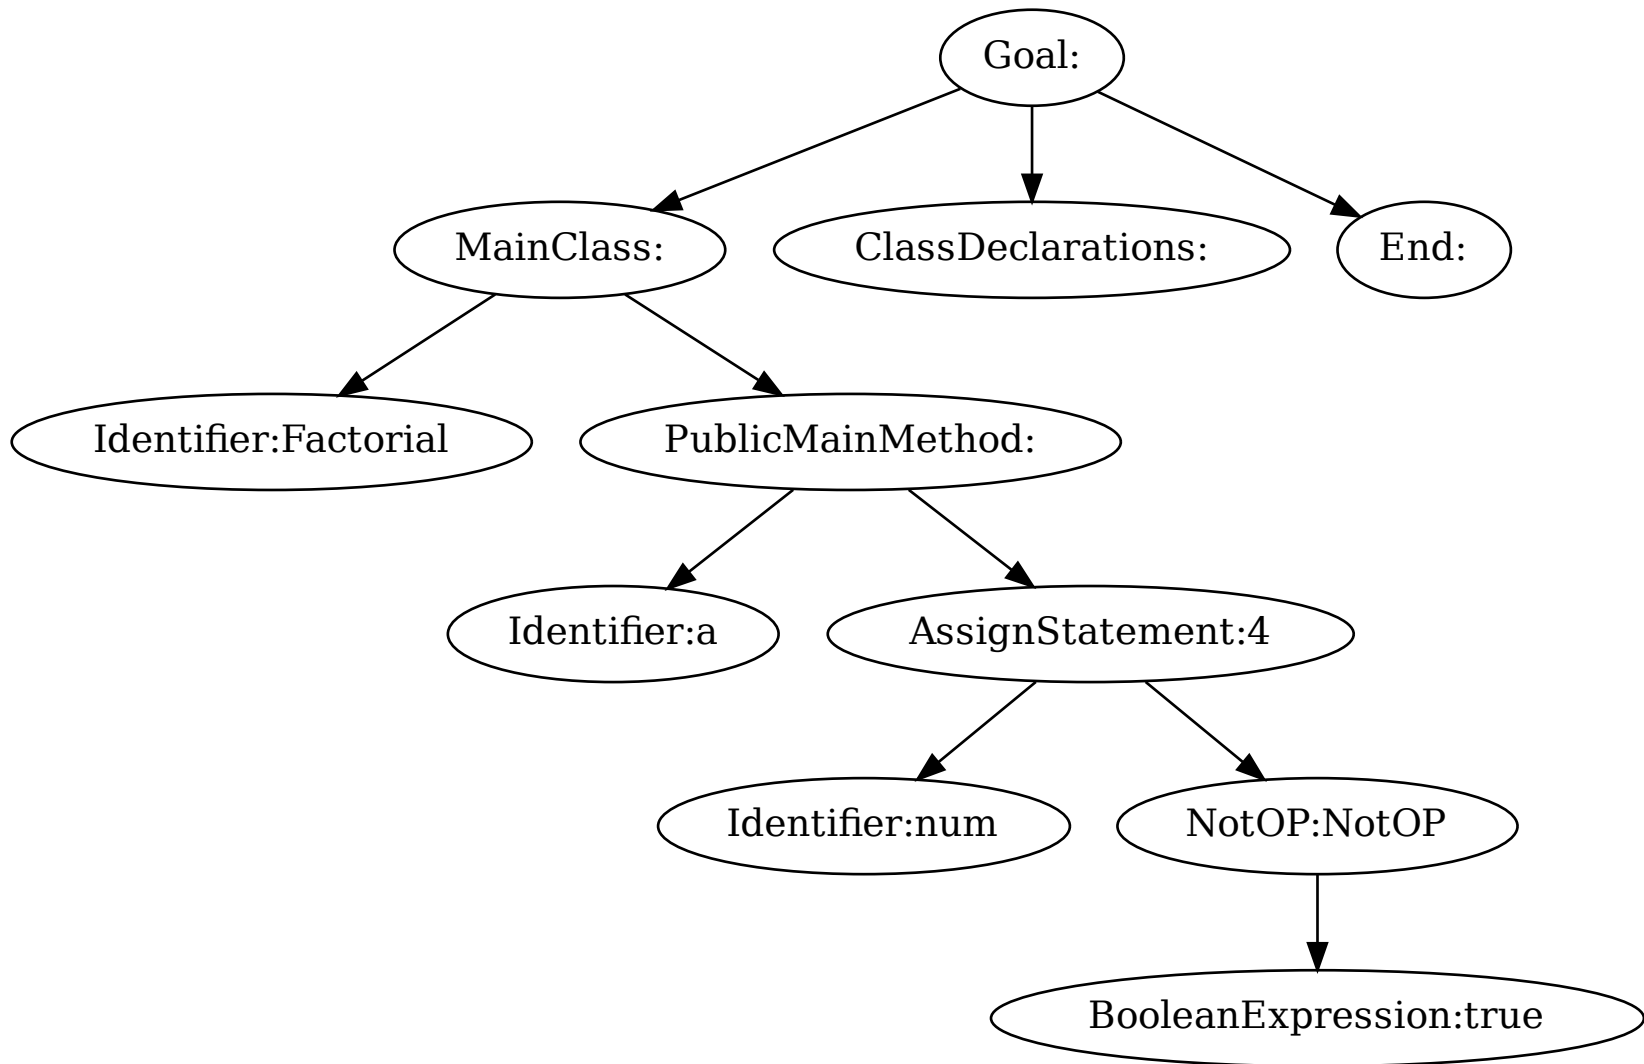 Goal:
MainClass:
ClassDeclarations:
End:
Identifier:Factorial
PublicMainMethod:
Identifier:a
AssignStatement:4
Identifier:num
NotOP:NotOP
BooleanExpression:true